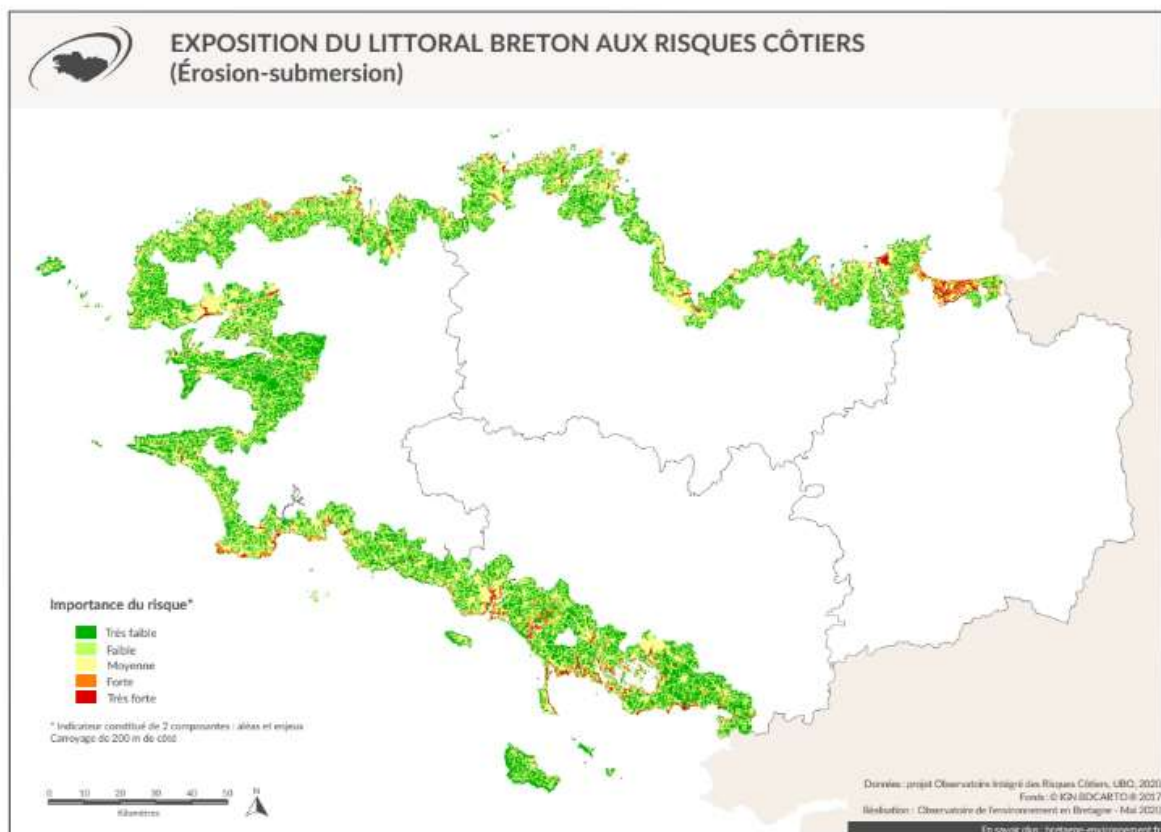 EXPOSITION DU LITTORAL BRETON AUX RISQUES CÔTIERS
(Érosion-submersion)
Importance du risque*
Très faible
Faible
Moyenne
Forte
Très forte
* Indicateur constitué de 2 composantes : aléas et enjeux
Carroyage de 200 m de côté
0 10 20 30 40 50
Kilomètres
N
Données : projet Observatoire Intégré des Risques Côtiers, UBO, 2020
Fonds : © IGN BDCARTO® 2017
Réalisation : Observatoire de l'environnement en Bretagne - Mai 2020
En savoir plus : bretagne-environnement.fr